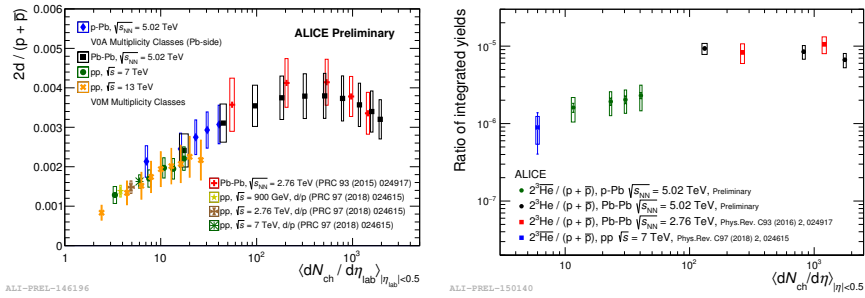 2d / (p + p̅)
0.006
0.005
0.004
0.003
0.002
0.001
0
p-Pb, √sNN = 5.02 TeV
V0A Multiplicity Classes (Pb-side)
Pb-Pb, √sNN = 5.02 TeV
pp, √s = 7 TeV
pp, √s = 13 TeV
V0M Multiplicity Classes
ALICE Preliminary
Pb-Pb, √sNN = 2.76 TeV (PRC 93 (2015) 024917)
pp, √s = 900 GeV, d/p (PRC 97 (2018) 024615)
pp, √s = 2.76 TeV, d/p (PRC 97 (2018) 024615)
pp, √s = 7 TeV, d/p (PRC 97 (2018) 024615)
1 10 10² 10³
⟨dNch / dηlab⟩|ηlab|<0.5
ALI-PREL-146196
Ratio of integrated yields
10⁻⁵
10⁻⁶
10⁻⁷
ALICE
2³He / (p + p̅), p-Pb √sNN = 5.02 TeV, Preliminary
2³He / (p + p̅), Pb-Pb √sNN = 5.02 TeV, Preliminary
2³He / (p + p̅), Pb-Pb √sNN = 2.76 TeV, Phys.Rev. C93 (2016) 2, 024917
2³H̅e̅ / (p + p̅), pp √s = 7 TeV, Phys.Rev. C97 (2018) 2, 024615
10 10² 10³
⟨dNch/dη⟩|η|<0.5
ALI-PREL-150140